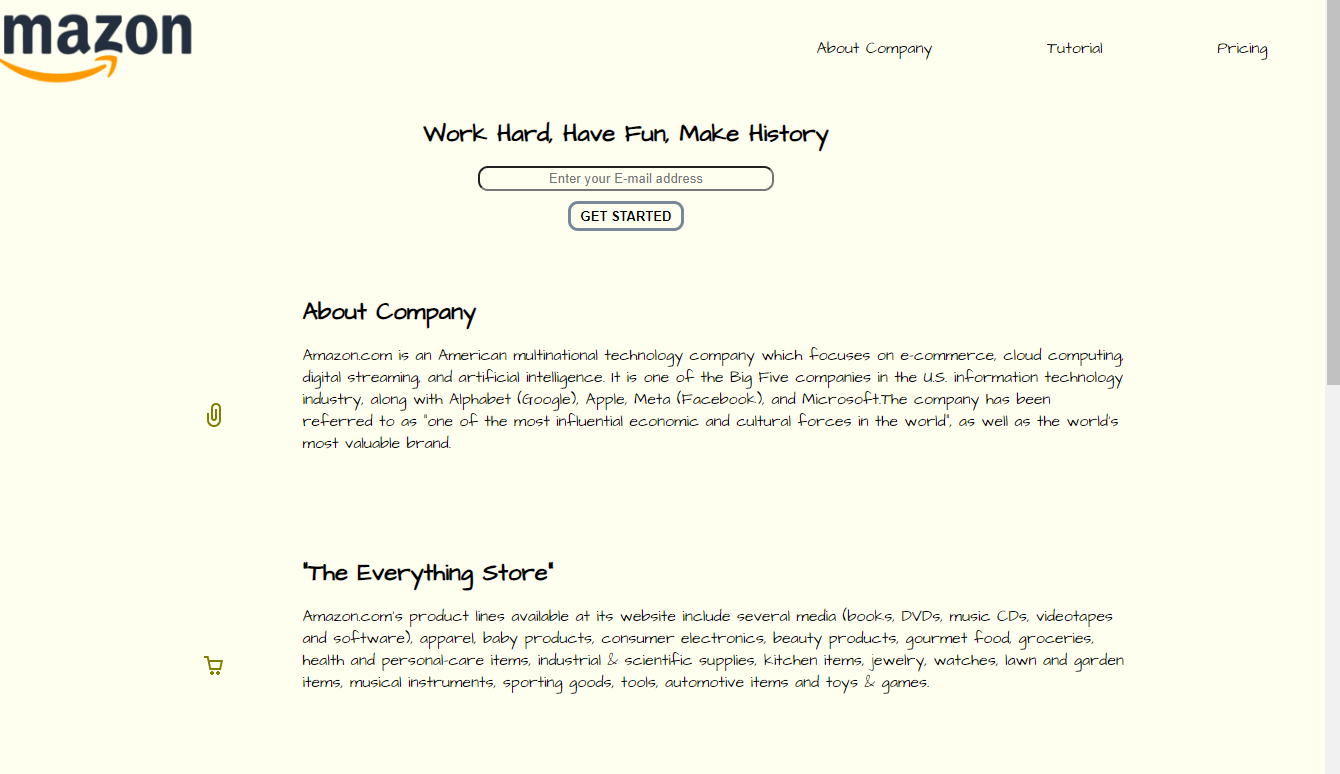 mazon
About Company Tutorial Pricing
Work Hard, Have Fun, Make History
Enter your E-mail address
GET STARTED
About Company
Amazon.com is an American multinational technology company which focuses on e-commerce, cloud computing,
digital streaming, and artificial intelligence. It is one of the Big Five companies in the U.S. information technology
industry, along with Alphabet (Google), Apple, Meta (Facebook), and Microsoft.The company has been
referred to as "one of the most influential economic and cultural forces in the world", as well as the world's
most valuable brand.
"The Everything Store"
Amazon.com's product lines available at its website include several media (books, DVDs, music CDs, videotapes
and software), apparel, baby products, consumer electronics, beauty products, gourmet food, groceries,
health and personal-care items, industrial & scientific supplies, kitchen items, jewelry, watches, lawn and garden
items, musical instruments, sporting goods, tools, automotive items and toys & games.